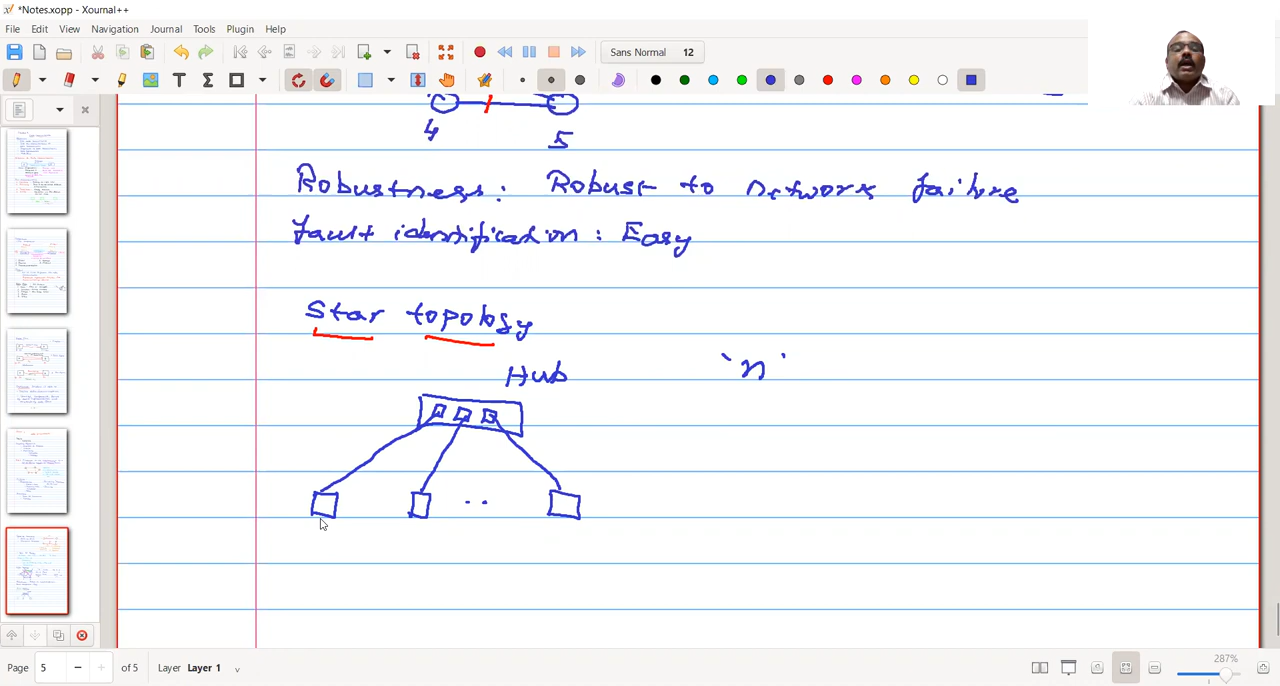 *Notes.xopp - Xournal++
File Edit View Navigation Journal Tools Plugin Help
Sans Normal 12
4
5
Robustness: Robust to network failure
fault identification: Easy
Star topology
Hub 'n'
Page 5 of 5 Layer Layer 1 287%